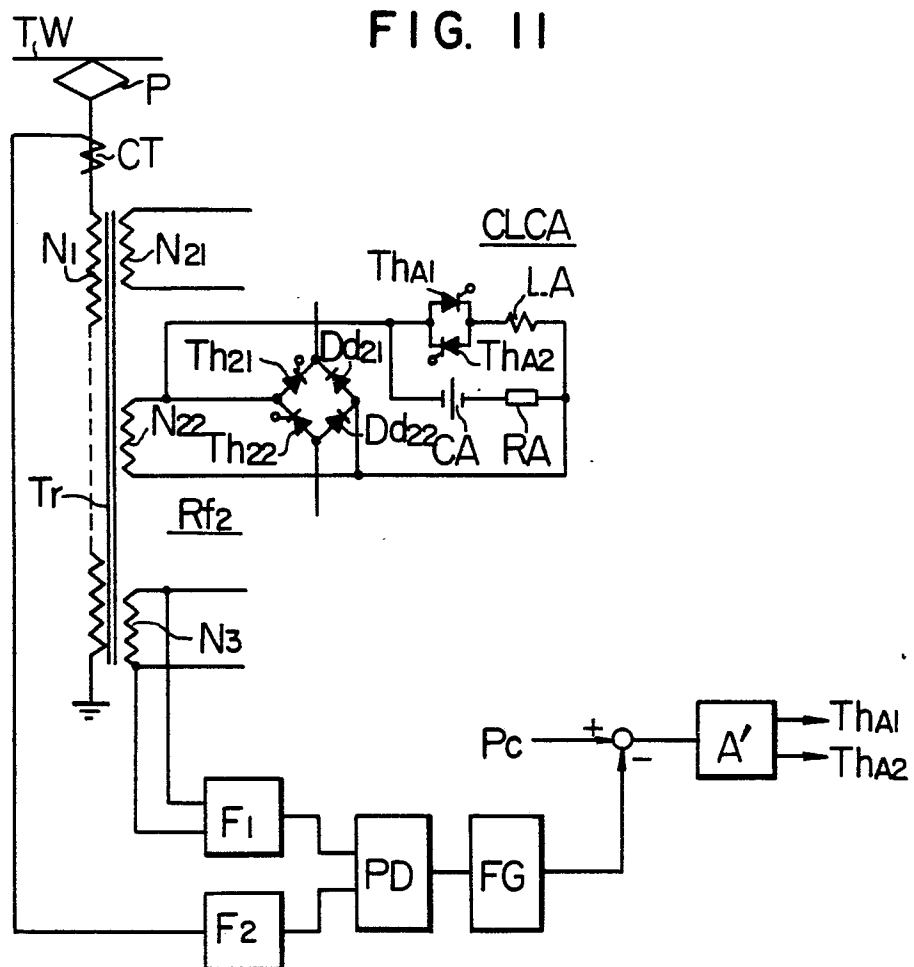 FIG. 11
TW
P
CT
CLCA
N1
N21
ThA1
LA
Th21
Dd21
ThA2
N22
Th22
Dd22
CA
RA
Tr
Rf2
N3
Pc
+
−
A′
ThA1
ThA2
F1
PD
FG
F2